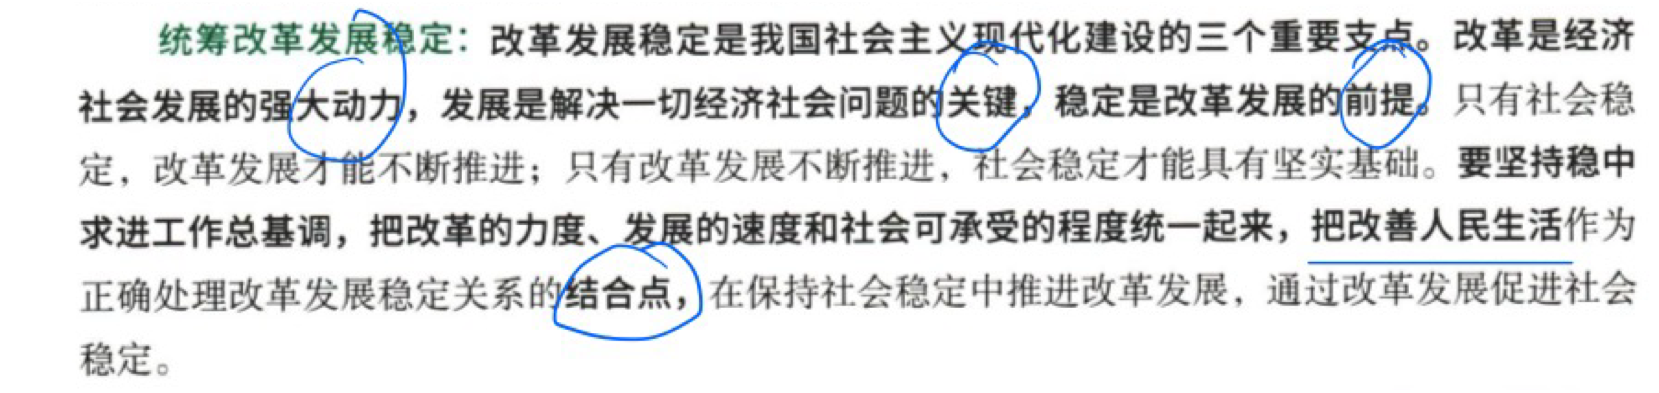 统筹改革发展稳定：改革发展稳定是我国社会主义现代化建设的三个重要支点。改革是经济
社会发展的强大动力，发展是解决一切经济社会问题的关键，稳定是改革发展的前提。只有社会稳
定，改革发展才能不断推进；只有改革发展不断推进，社会稳定才能具有坚实基础。要坚持稳中
求进工作总基调，把改革的力度、发展的速度和社会可承受的程度统一起来，把改善人民生活作为
正确处理改革发展稳定关系的结合点，在保持社会稳定中推进改革发展，通过改革发展促进社会
稳定。